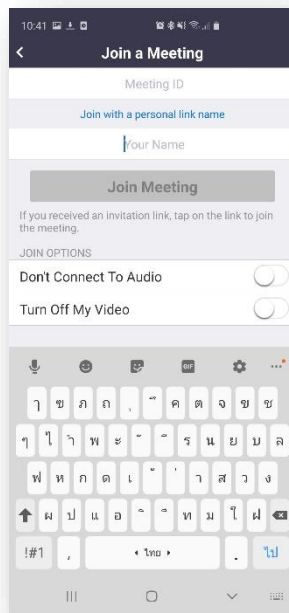 10:41
Join a Meeting
Meeting ID
Join with a personal link name
Your Name
Join Meeting
If you received an invitation link, tap on the link to join
the meeting.
JOIN OPTIONS
Don't Connect To Audio
Turn Off My Video
GIF
ๅ ข ภ ถ ุ ึ ค ต จ ข ช
ๆ ไ ำ พ ะ ั ี ร น ย บ ล
ฟ ห ก ด เ ้ ่ า ส ว ง
ผ ป แ อ ิ ื ท ม ใ ฝ
!#1 , ไทย . ไป